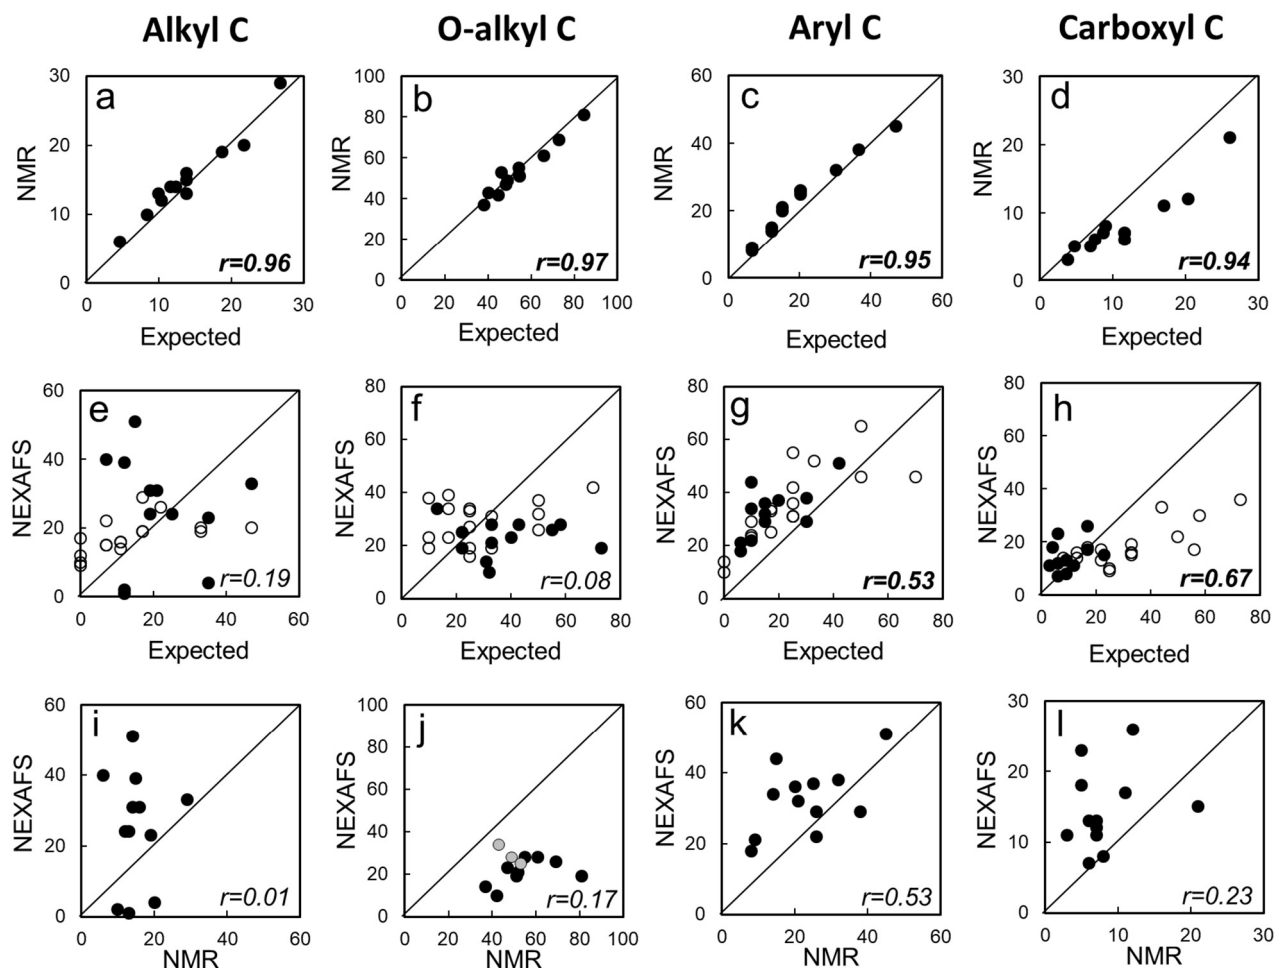 Alkyl C O-alkyl C Aryl C Carboxyl C
a
NMR
30
20
10
0
0 10 20 30
Expected
r=0.96
b
NMR
100
80
60
40
20
0
0 20 40 60 80 100
Expected
r=0.97
c
60
40
20
0
0 20 40 60
Expected
r=0.95
d
NMR
30
20
10
0
0 10 20 30
Expected
r=0.94
e
NEXAFS
60
40
20
0
0 20 40 60
Expected
r=0.19
f
NEXAFS
80
60
40
20
0
0 20 40 60 80
Expected
r=0.08
g
NEXAFS
80
60
40
20
0
0 20 40 60 80
Expected
r=0.53
h
NEXAFS
80
60
40
20
0
0 20 40 60 80
Expected
r=0.67
i
NEXAFS
60
40
20
0
0 20 40 60
NMR
r=0.01
j
NEXAFS
100
80
60
40
20
0
0 20 40 60 80 100
NMR
r=0.17
k
NEXAFS
60
40
20
0
0 20 40 60
NMR
r=0.53
l
NEXAFS
30
20
10
0
0 10 20 30
NMR
r=0.23